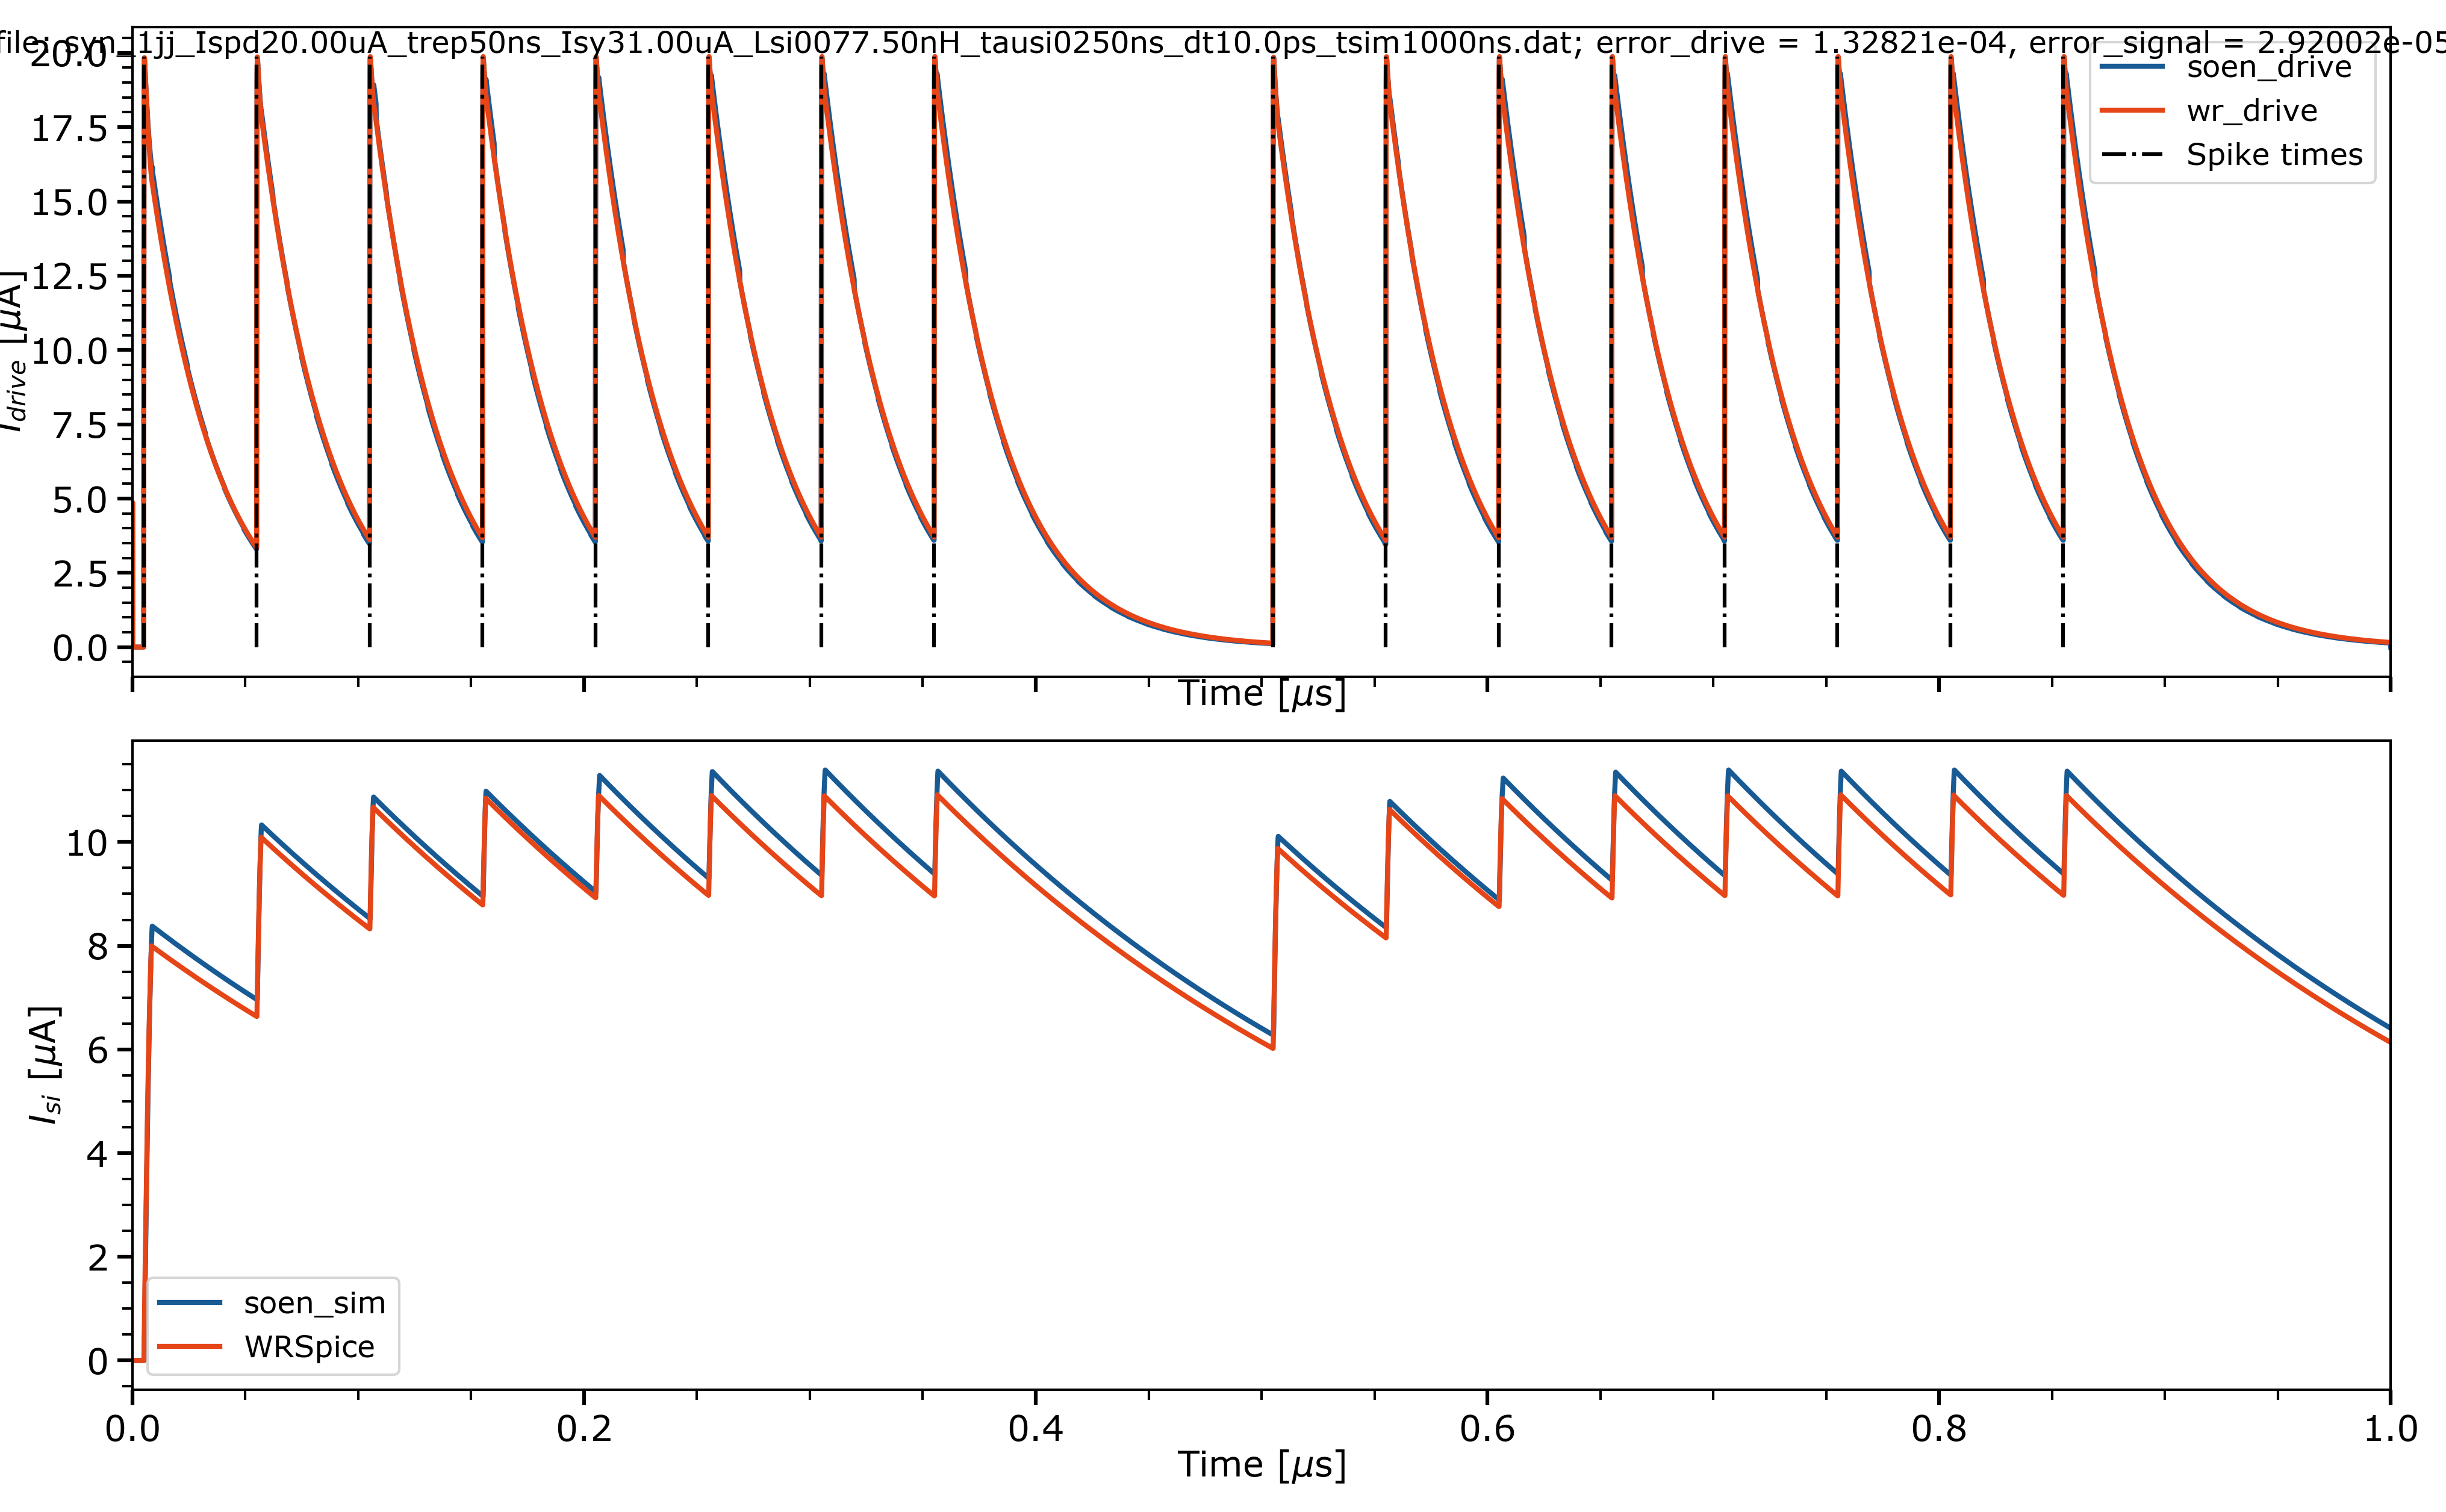 file: syn_1jj_Ispd20.00uA_trep50ns_Isy31.00uA_Lsi0077.50nH_tausi0250ns_dt10.0ps_tsim1000ns.dat; error_drive = 1.32821e-04, error_signal = 2.92002e-05
20.0
17.5
15.0
12.5
10.0
7.5
5.0
2.5
0.0
I_drive [μA]
soen_drive
wr_drive
Spike times
Time [μs]
10
8
6
4
2
0
I_si [μA]
soen_sim
WRSpice
0.0 0.2 0.4 0.6 0.8 1.0
Time [μs]